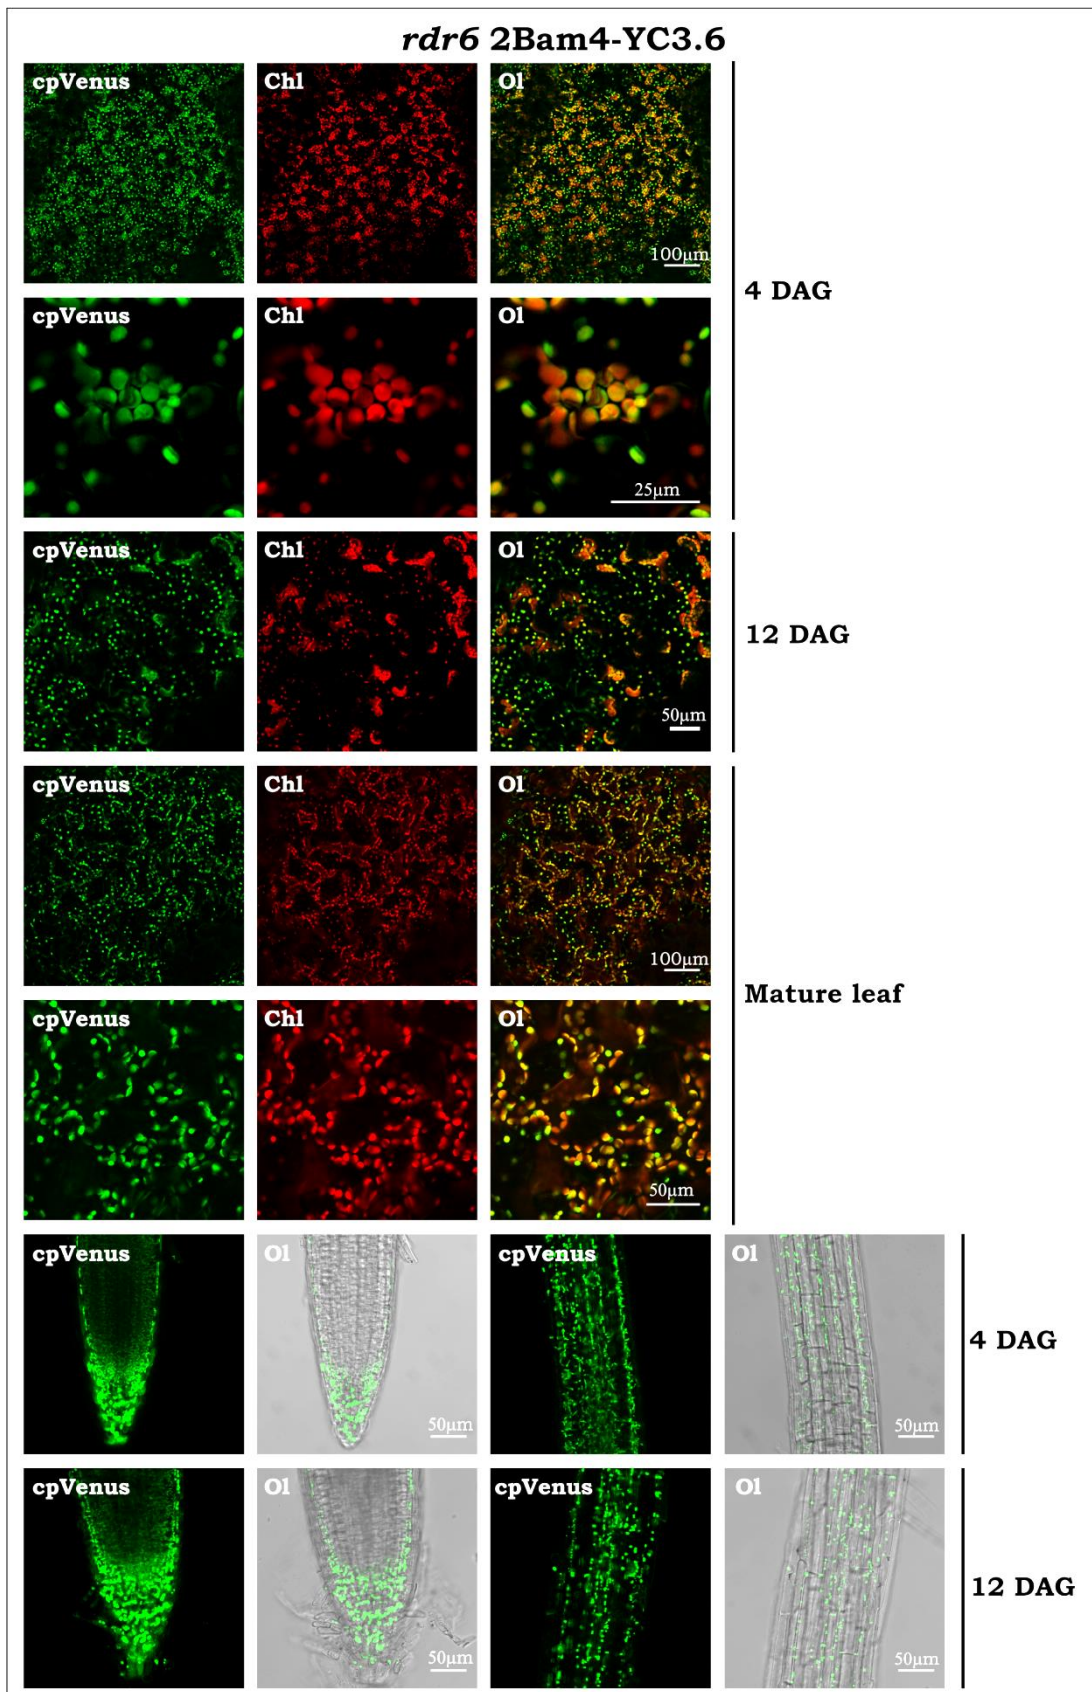 rdr6 2Bam4-YC3.6
cpVenus Chl Ol
100µm
4 DAG
cpVenus Chl Ol
25µm
cpVenus Chl Ol
12 DAG
50µm
cpVenus Chl Ol
100µm
Mature leaf
cpVenus Chl Ol
50µm
cpVenus Ol cpVenus Ol
4 DAG
50µm 50µm
cpVenus Ol cpVenus Ol
12 DAG
50µm 50µm